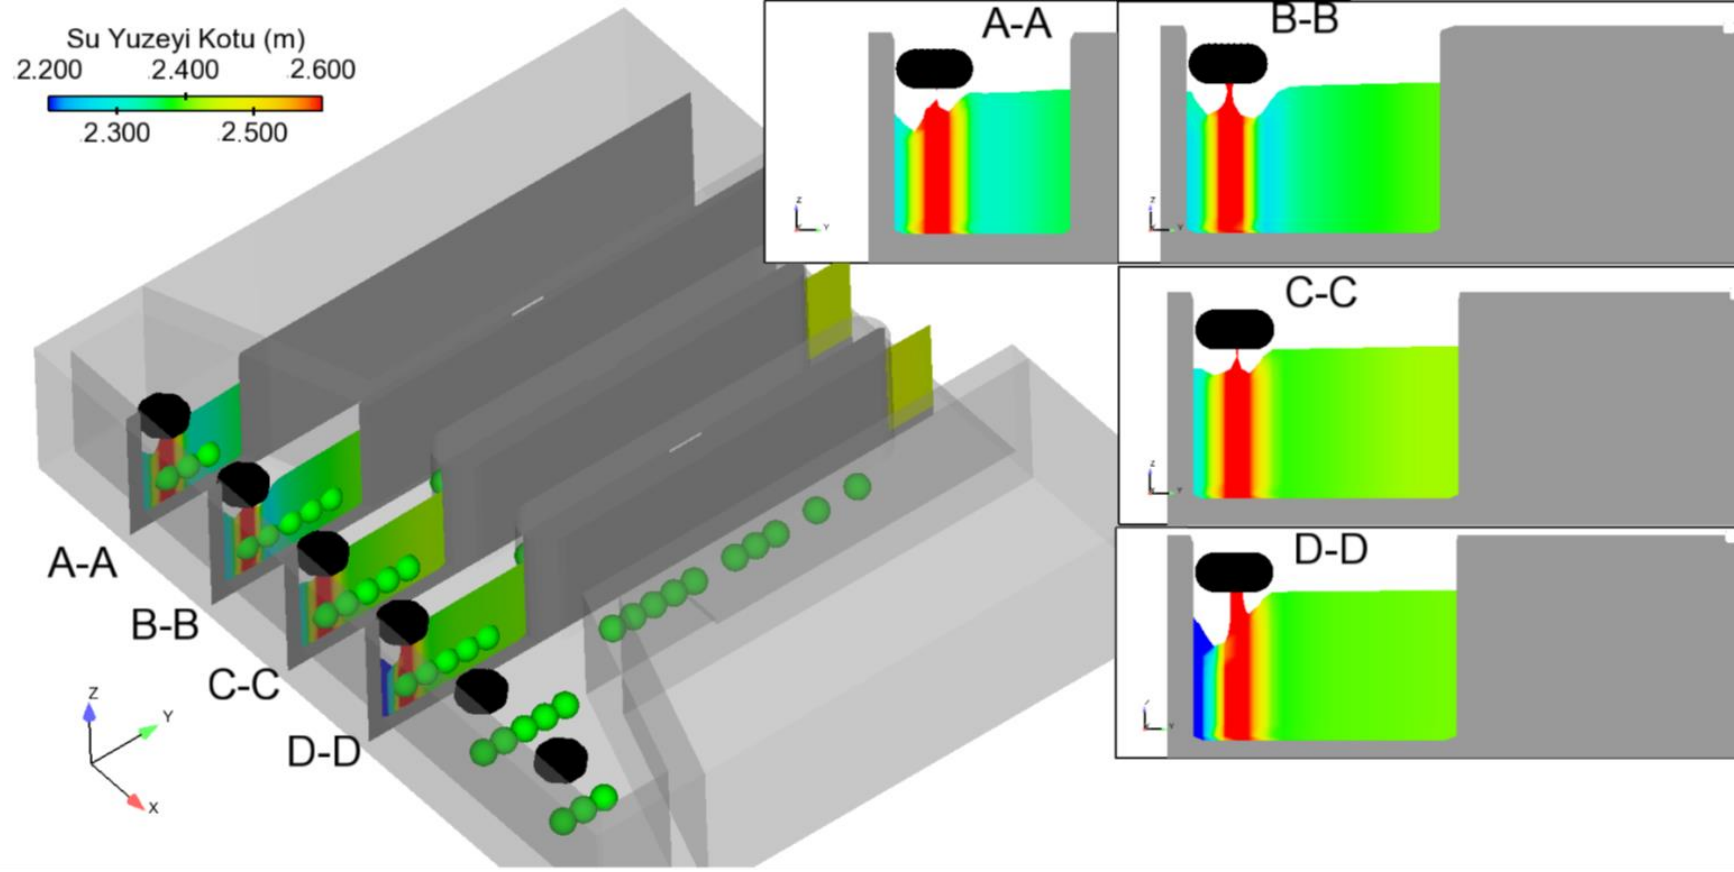 Su Yuzeyi Kotu (m)
2.200 2.400 2.600
2.300 2.500
A-A
B-B
C-C
D-D
Z
Y
X
A-A
Z
Y
B-B
Z
Y
C-C
Z
Y
D-D
Y